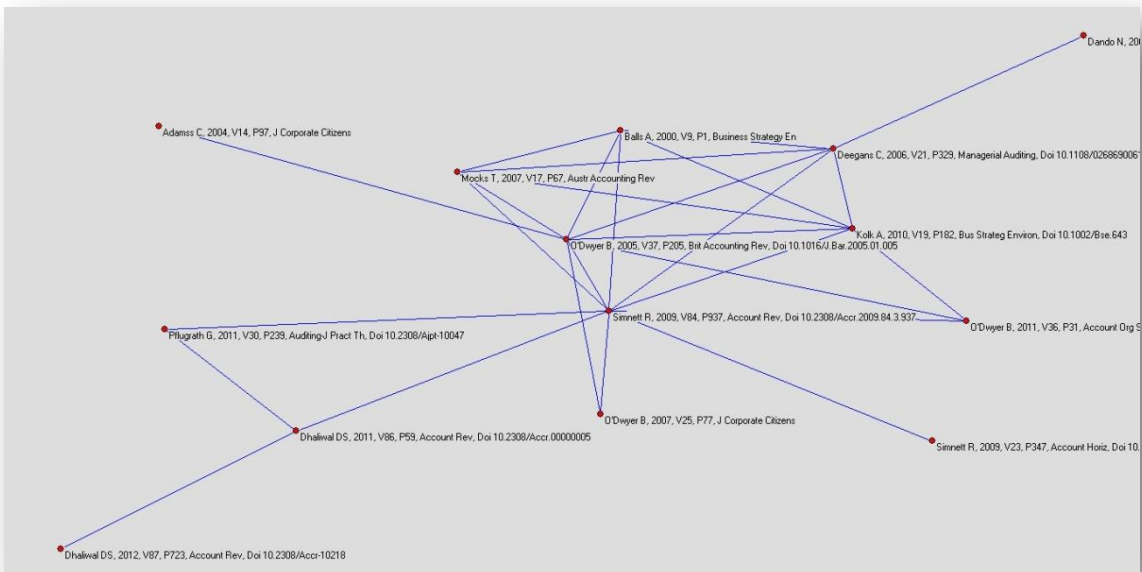 Dando N, 200
Adamss C, 2004, V14, P97, J Corporate Citizens
Balls A, 2000, V9, P1, Business Strategy En
Deegans C, 2006, V21, P329, Managerial Auditing, Doi 10.1108/026869006
Mocks T, 2007, V17, P67, Austr Accounting Rev
Kolk A, 2010, V19, P182, Bus Strateg Environ, Doi 10.1002/Bse.643
O'Dwyer B, 2005, V37, P205, Brit Accounting Rev, Doi 10.1016/J.Bar.2005.01.005
Simnett R, 2009, V84, P937, Account Rev, Doi 10.2308/Accr.2009.84.3.937
O'Dwyer B, 2011, V36, P31, Account Org S
Pflugrath G, 2011, V30, P239, Auditing-J Pract Th, Doi 10.2308/Ajpt-10047
O'Dwyer B, 2007, V25, P77, J Corporate Citizens
Dhaliwal DS, 2011, V86, P59, Account Rev, Doi 10.2308/Accr.00000005
Simnett R, 2009, V23, P347, Account Horiz, Doi 10.
Dhaliwal DS, 2012, V87, P723, Account Rev, Doi 10.2308/Accr-10218